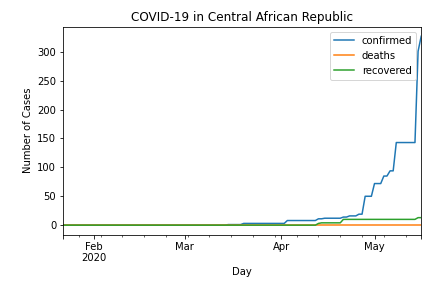 COVID-19 in Central African Republic
confirmed
deaths
recovered
Number of Cases
300
250
200
150
100
50
0
Feb
2020
Mar
Apr
May
Day